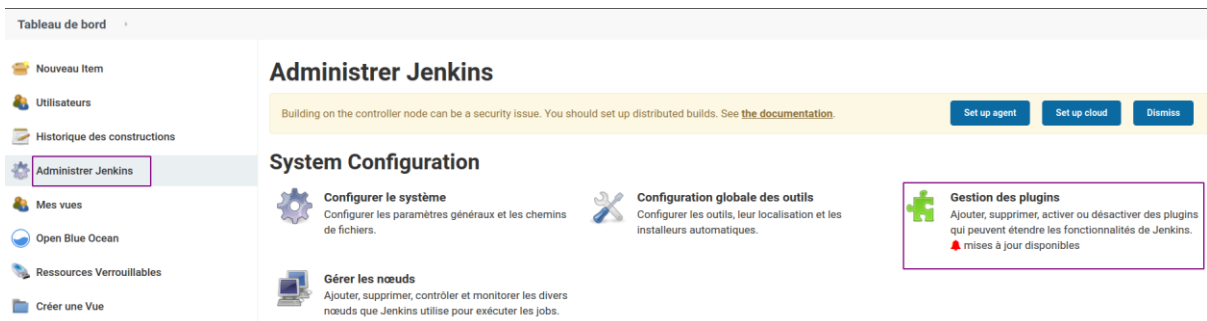 Tableau de bord
Nouveau Item
Utilisateurs
Historique des constructions
Administrer Jenkins
Mes vues
Open Blue Ocean
Ressources Verrouillables
Créer une Vue
Administrer Jenkins
Building on the controller node can be a security issue. You should set up distributed builds. See the documentation.
Set up agent
Set up cloud
Dismiss
System Configuration
Configurer le système
Configurer les paramètres généraux et les chemins
de fichiers.
Configuration globale des outils
Configurer les outils, leur localisation et les
installeurs automatiques.
Gestion des plugins
Ajouter, supprimer, activer ou désactiver des plugins
qui peuvent étendre les fonctionnalités de Jenkins.
mises à jour disponibles
Gérer les nœuds
Ajouter, supprimer, contrôler et monitorer les divers
nœuds que Jenkins utilise pour exécuter les jobs.